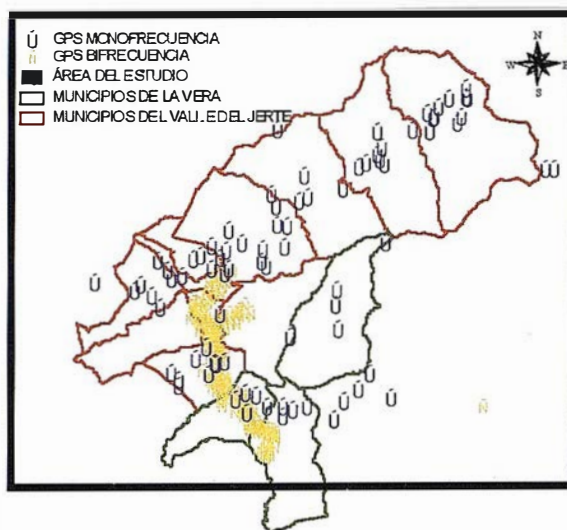 Ú GPS MONOFRECUENCIA
Ñ GPS BIFRECUENCIA
ÁREA DEL ESTUDIO
MUNICIPIOS DE LA VERA
MUNICIPIOS DEL VALLE DEL JERTE
N
W E
S